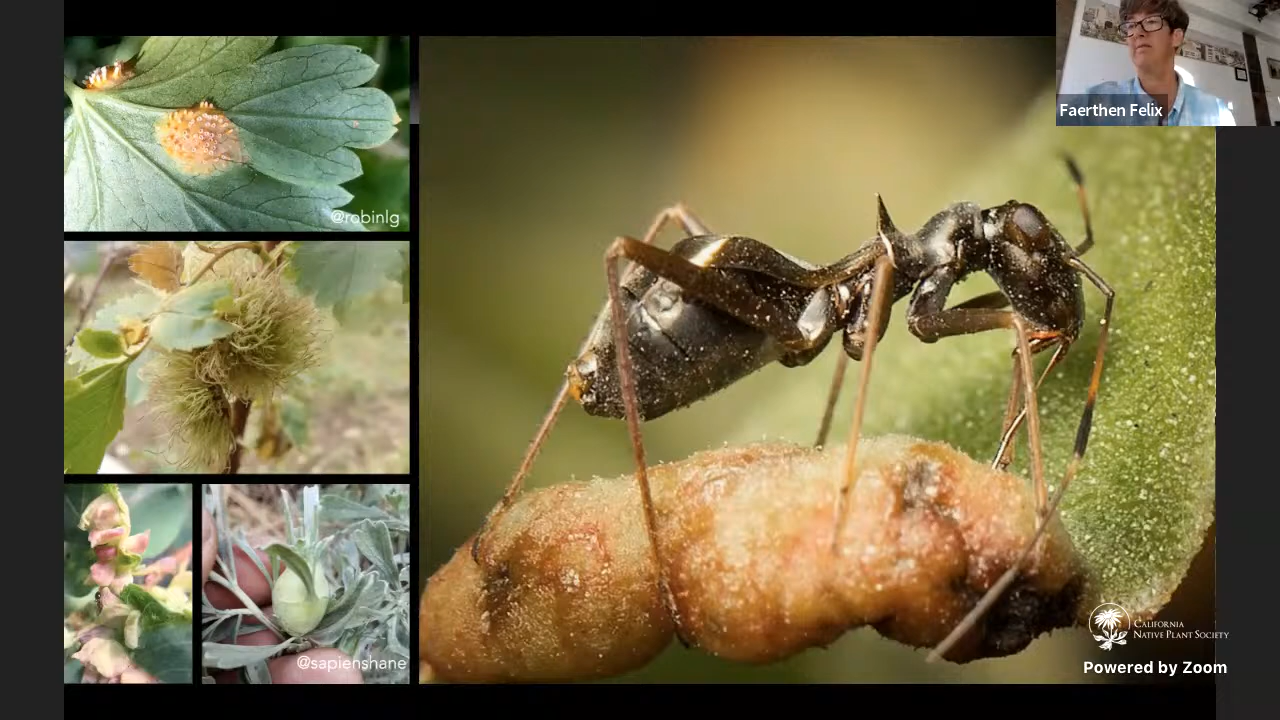 Faerthen Felix
@robinlg
@sapienshane
CALIFORNIA
NATIVE PLANT SOCIETY
Powered by Zoom